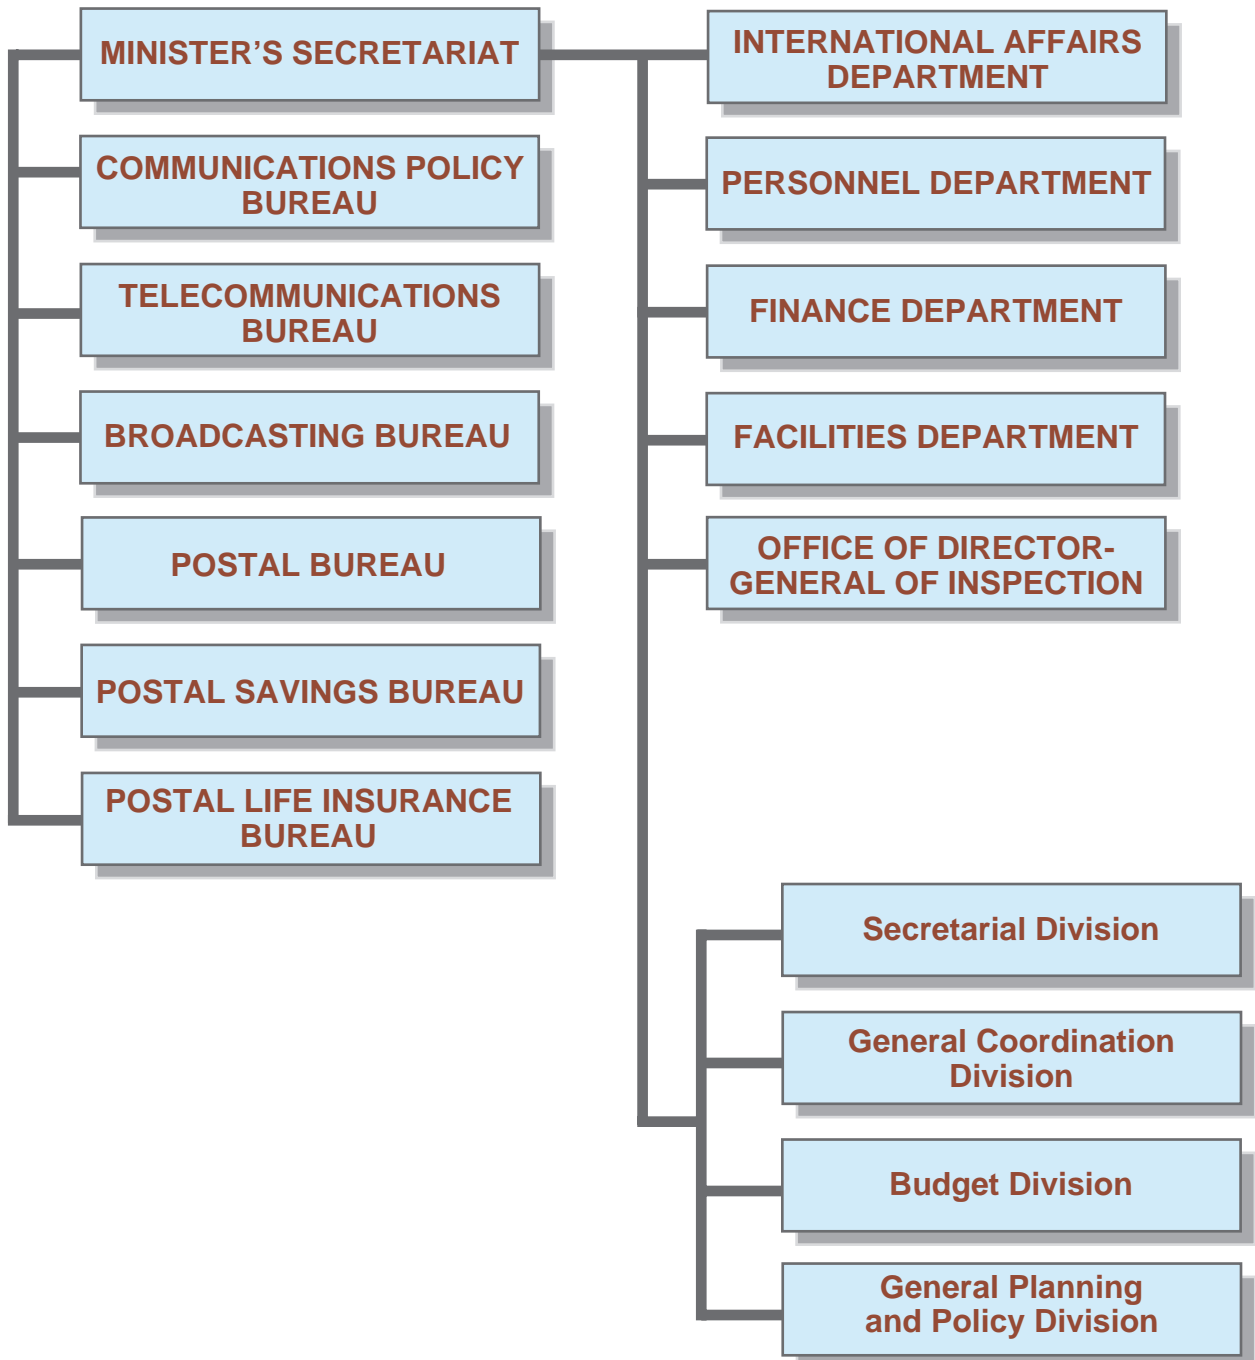 MINISTER’S SECRETARIAT
COMMUNICATIONS POLICY
BUREAU
TELECOMMUNICATIONS
BUREAU
BROADCASTING BUREAU
POSTAL BUREAU
POSTAL SAVINGS BUREAU
POSTAL LIFE INSURANCE
BUREAU
INTERNATIONAL AFFAIRS
DEPARTMENT
PERSONNEL DEPARTMENT
FINANCE DEPARTMENT
FACILITIES DEPARTMENT
OFFICE OF DIRECTOR-
GENERAL OF INSPECTION
Secretarial Division
General Coordination
Division
Budget Division
General Planning
and Policy Division